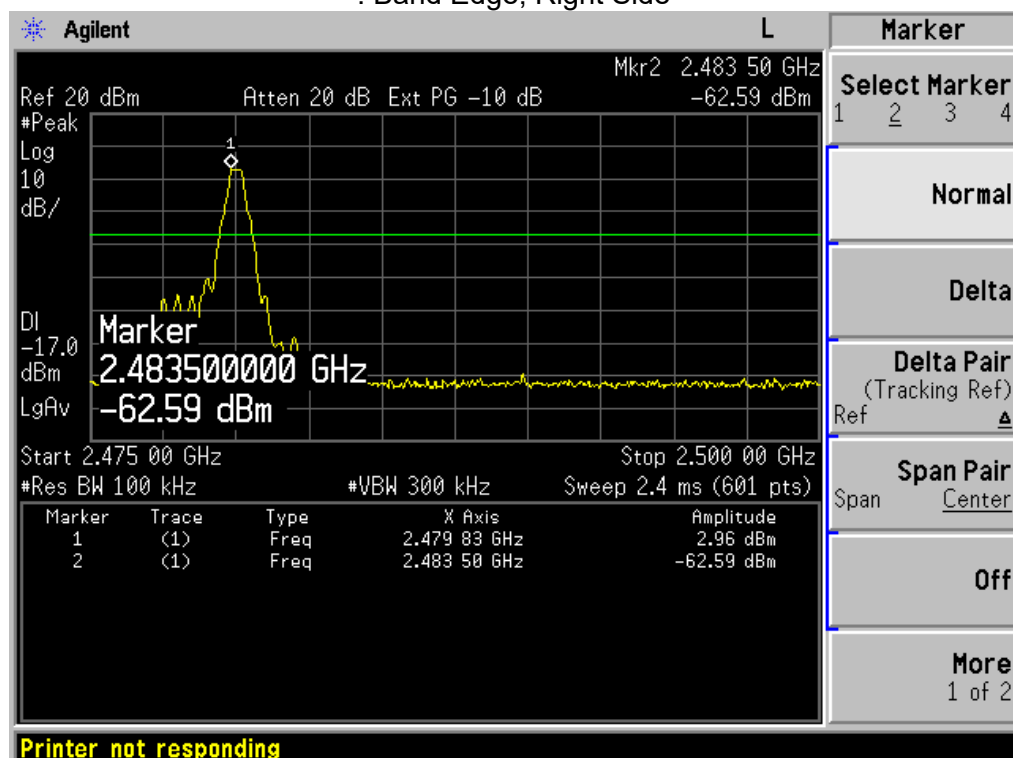 : Band Edge, Right Side
Agilent L Marker
Mkr2 2.483 50 GHz
Ref 20 dBm Atten 20 dB Ext PG -10 dB -62.59 dBm
#Peak
Log
10
dB/
1
DI
-17.0
dBm
LgAv
Marker
2.483500000 GHz
-62.59 dBm
Start 2.475 00 GHz Stop 2.500 00 GHz
#Res BW 100 kHz #VBW 300 kHz Sweep 2.4 ms (601 pts)
Marker Trace Type X Axis Amplitude
1 (1) Freq 2.479 83 GHz 2.96 dBm
2 (1) Freq 2.483 50 GHz -62.59 dBm
Select Marker
1 2 3 4
Normal
Delta
Delta Pair
(Tracking Ref)
Ref Δ
Span Pair
Span Center
Off
More
1 of 2
Printer not responding